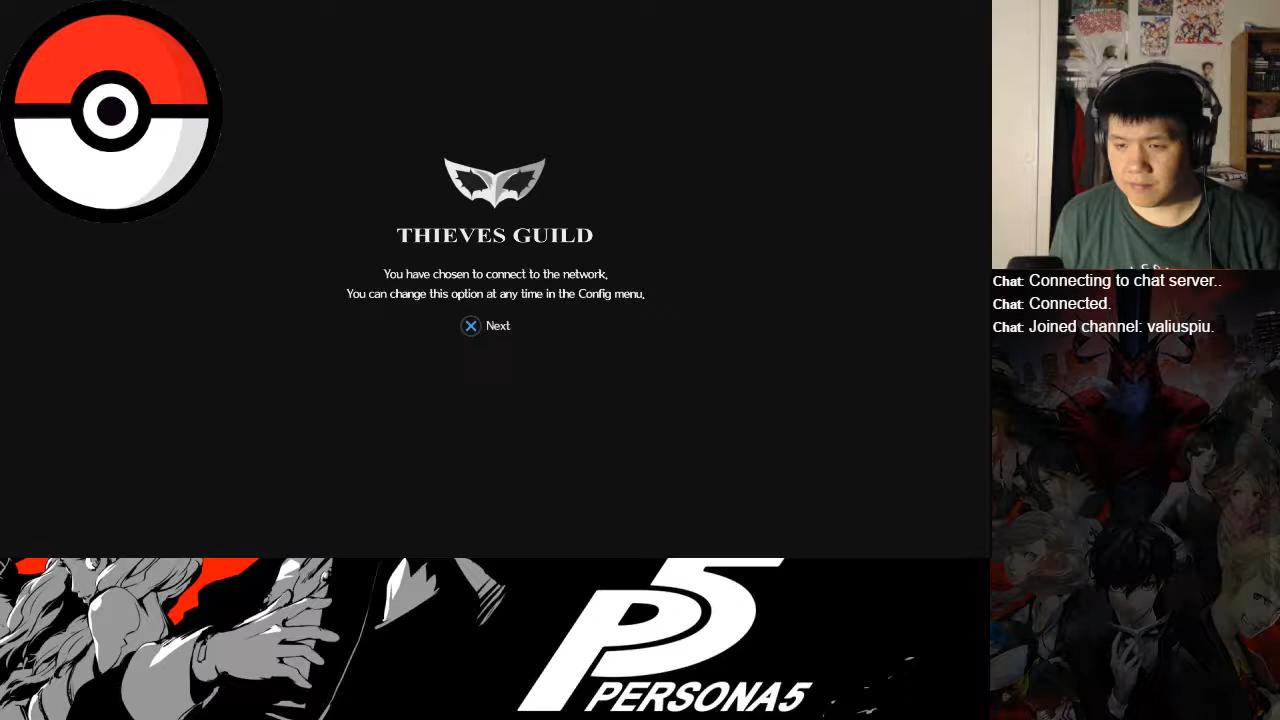 THIEVES GUILD
You have chosen to connect to the network.
You can change this option at any time in the Config menu.
Next
Chat: Connecting to chat server..
Chat: Connected.
Chat: Joined channel: valiuspiu.
P5
PERSONA5